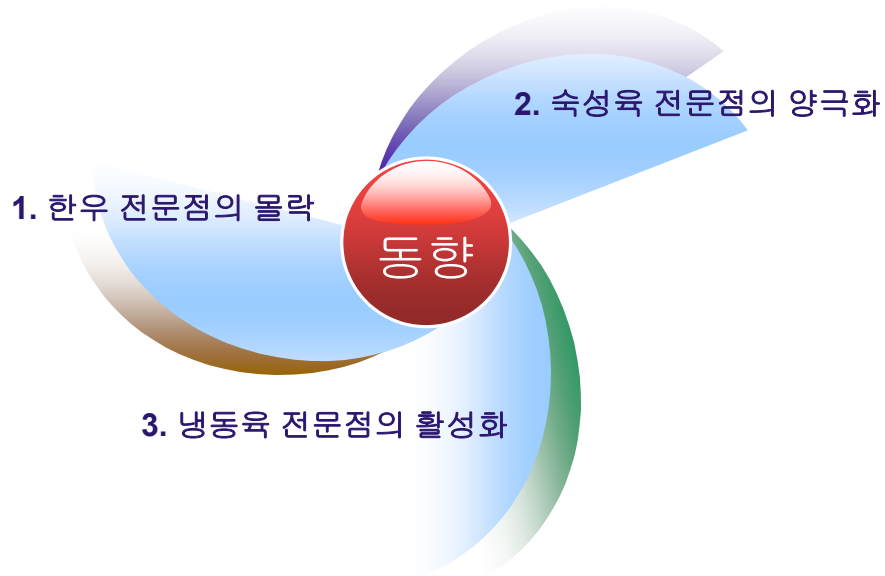 2. 숙성육 전문점의 양극화
1. 한우 전문점의 몰락
동향
3. 냉동육 전문점의 활성화